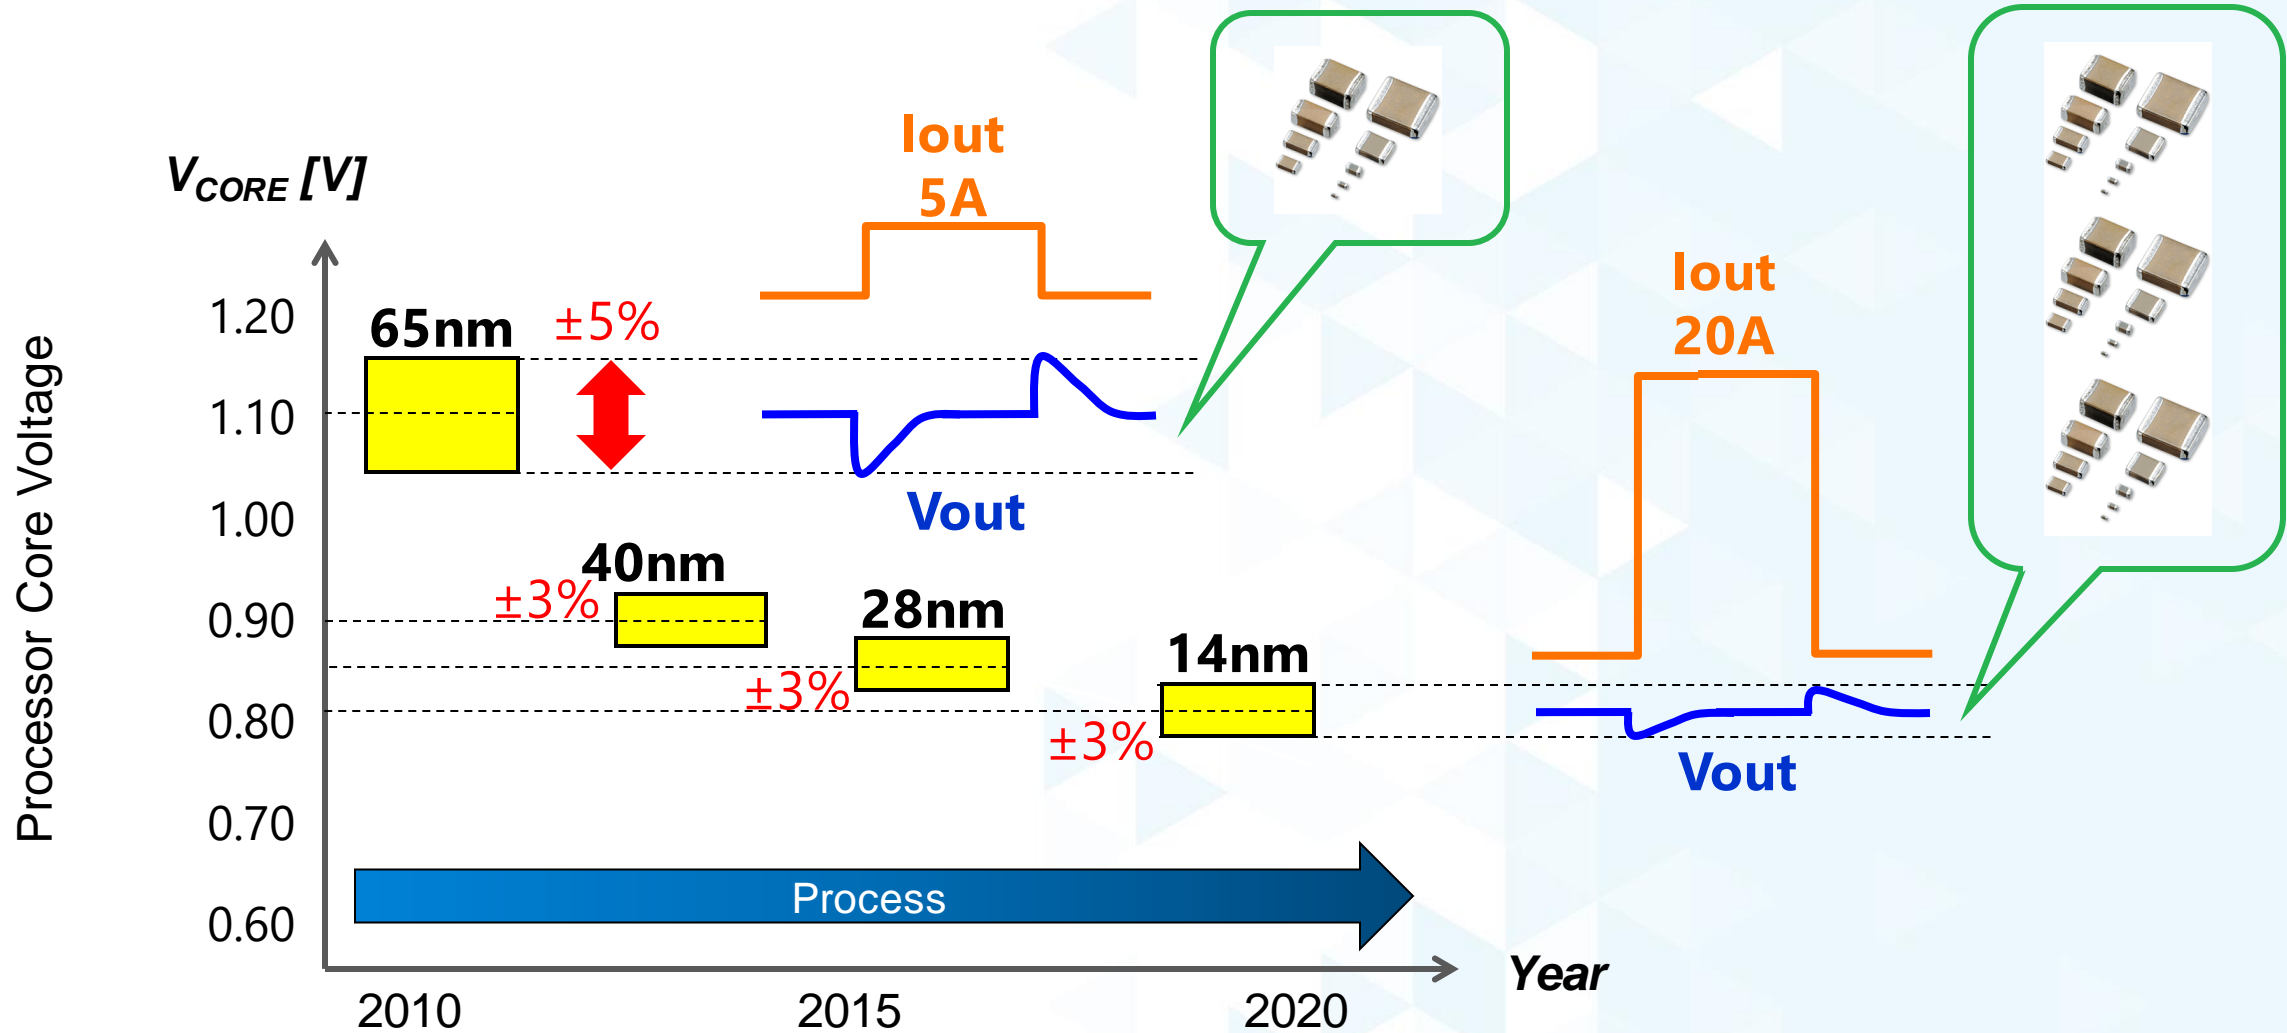 V_CORE [V]
Processor Core Voltage
1.20
1.10
1.00
0.90
0.80
0.70
0.60
65nm
±5%
Iout
5A
Vout
40nm
±3%
28nm
±3%
14nm
±3%
Iout
20A
Vout
Process
Year
2010
2015
2020